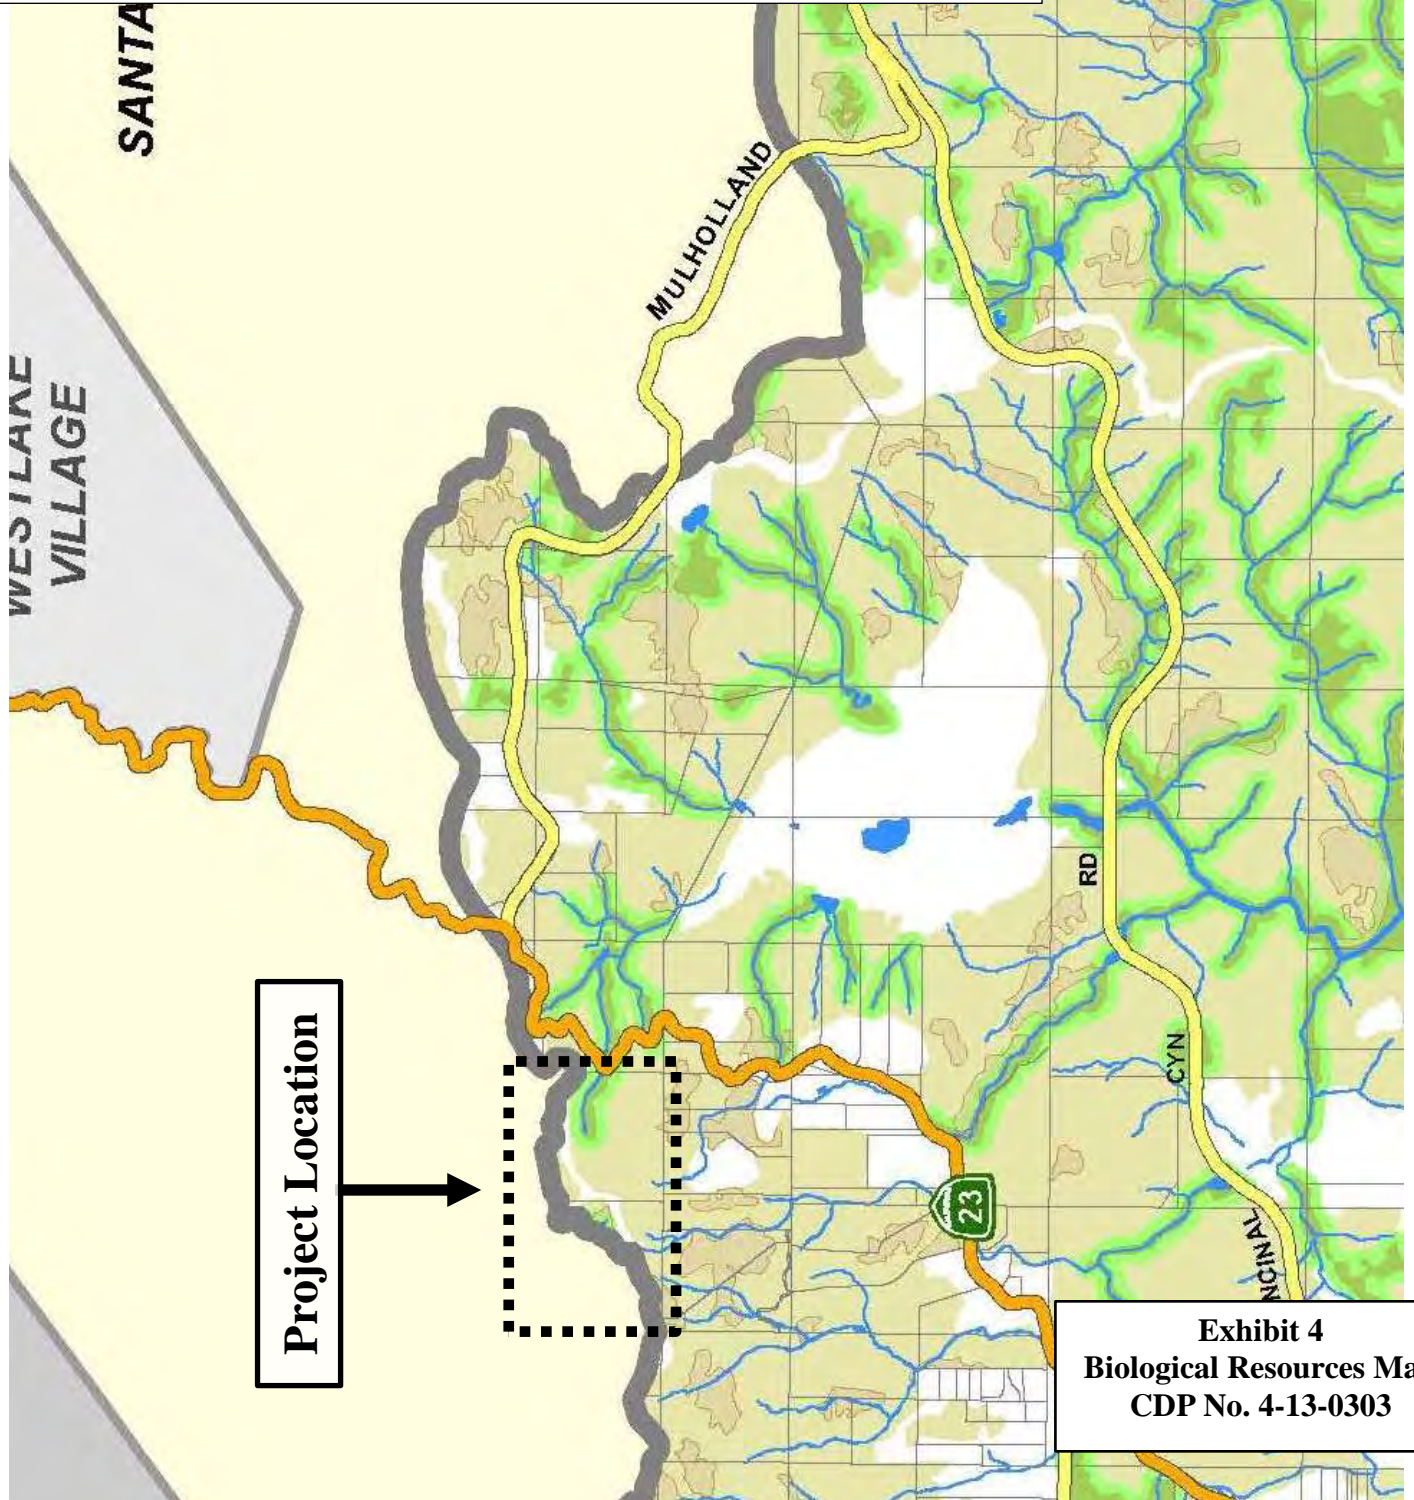 SANTA
WESTLAKE
VILLAGE
MULHOLLAND
RD
CYN
NCINAL
23
Project Location
Exhibit 4
Biological Resources Ma
CDP No. 4-13-0303